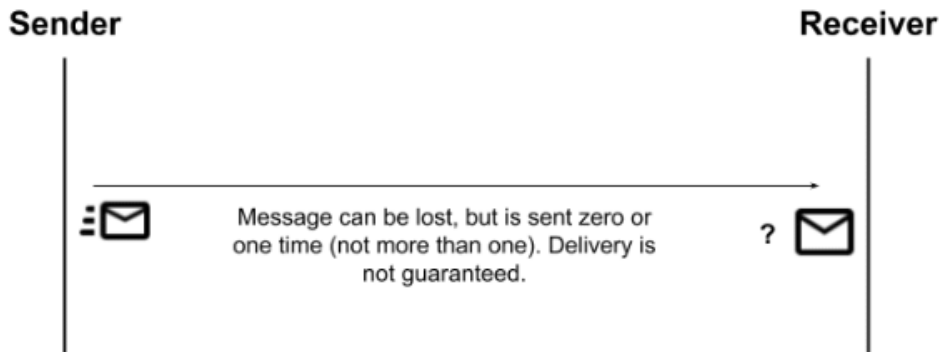 Sender
Receiver
Message can be lost, but is sent zero or
one time (not more than one). Delivery is
not guaranteed.
?